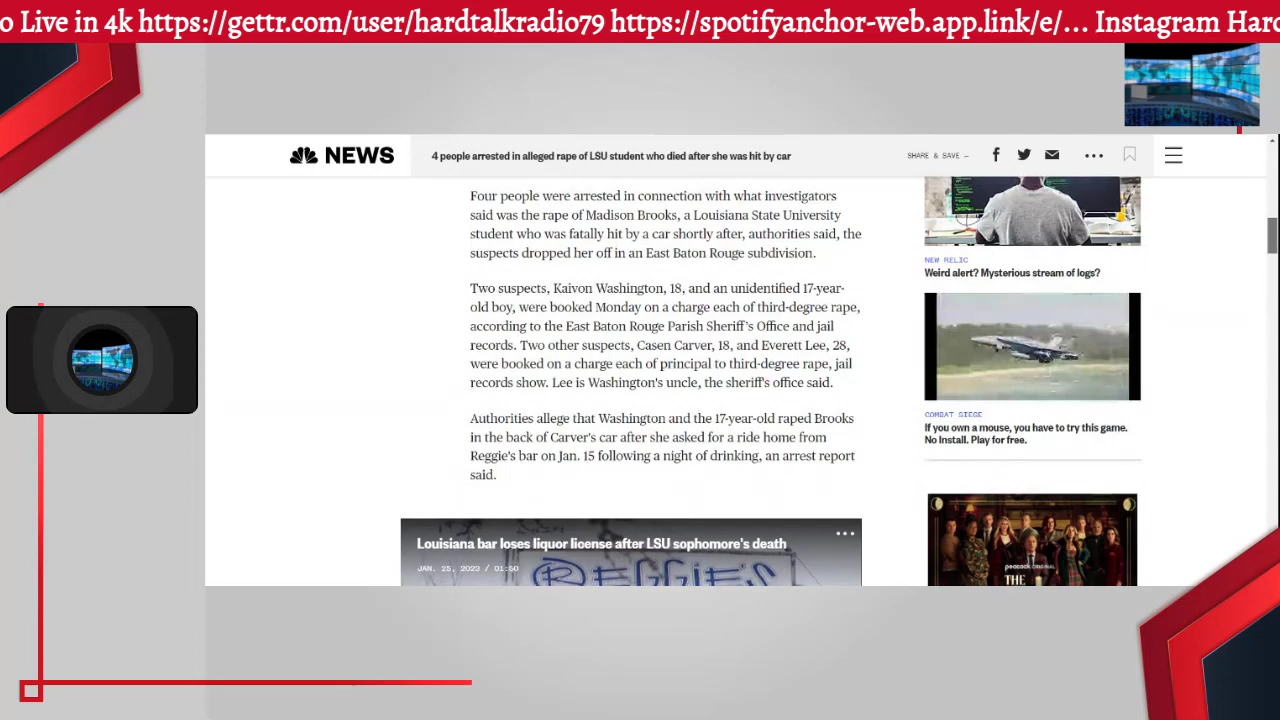 o Live in 4k https://gettr.com/user/hardtalkradio79 https://spotifyanchor-web.app.link/e/... Instagram Hard
NEWS
4 people arrested in alleged rape of LSU student who died after she was hit by car
SHARE & SAVE —
Four people were arrested in connection with what investigators
said was the rape of Madison Brooks, a Louisiana State University
student who was fatally hit by a car shortly after, authorities said, the
suspects dropped her off in an East Baton Rouge subdivision.
Two suspects, Kaivon Washington, 18, and an unidentified 17-year-
old boy, were booked Monday on a charge each of third-degree rape,
according to the East Baton Rouge Parish Sheriff's Office and jail
records. Two other suspects, Casen Carver, 18, and Everett Lee, 28,
were booked on a charge each of principal to third-degree rape, jail
records show. Lee is Washington's uncle, the sheriff's office said.
Authorities allege that Washington and the 17-year-old raped Brooks
in the back of Carver's car after she asked for a ride home from
Reggie's bar on Jan. 15 following a night of drinking, an arrest report
said.
Louisiana bar loses liquor license after LSU sophomore's death
JAN. 25, 2023 / 01:50
REGGIE'S
NEW RELIC
Weird alert? Mysterious stream of logs?
COMBAT SIEGE
If you own a mouse, you have to try this game.
No Install. Play for free.
peacock ORIGINAL
THE